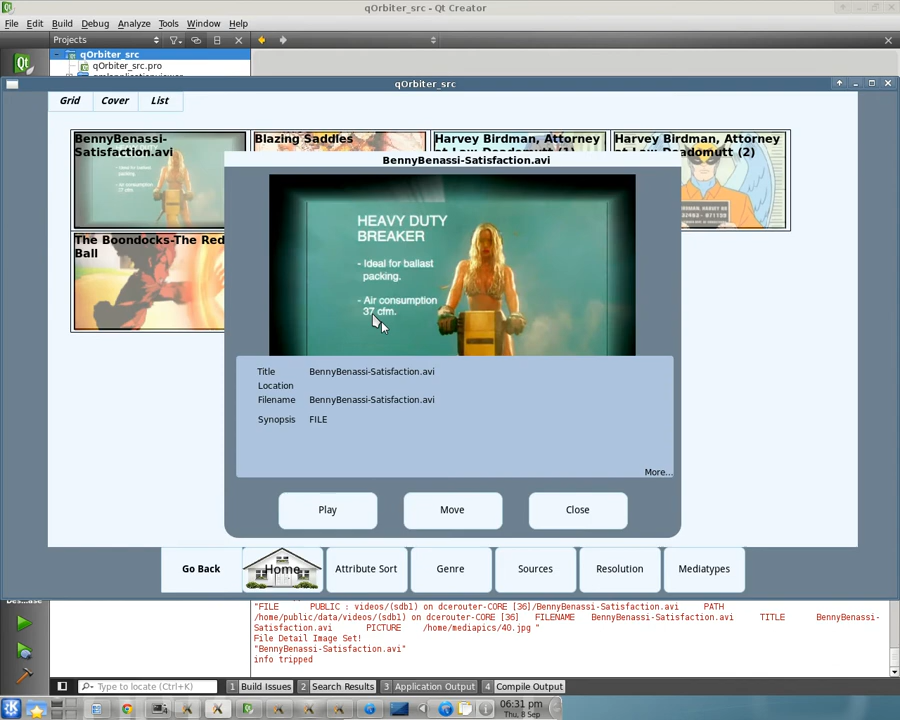 qOrbiter_src - Qt Creator
File Edit Build Debug Analyze Tools Window Help
Projects
qOrbiter_src
qOrbiter_src.pro
qOrbiter_src
Grid Cover List
BennyBenassi-
Satisfaction.avi
Blazing Saddles
Harvey Birdman, Attorney
Harvey Birdman, Attorney
(2)
BennyBenassi-Satisfaction.avi
HEAVY DUTY
BREAKER
- Ideal for ballast
packing.
- Air consumption
37 cfm.
The Boondocks-The Red
Ball
Title BennyBenassi-Satisfaction.avi
Location
Filename BennyBenassi-Satisfaction.avi
Synopsis FILE
More...
Play Move Close
Go Back Home Attribute Sort Genre Sources Resolution Mediatypes
"FILE PUBLIC : videos/(sdb1) on dcerouter-CORE [36]/BennyBenassi-Satisfaction.avi PATH
/home/public/data/videos/(sdb1) on dcerouter-CORE [36] FILENAME BennyBenassi-Satisfaction.avi TITLE BennyBenassi-
Satisfaction.avi PICTURE /home/mediapics/40.jpg "
File Detail Image Set!
"BennyBenassi-Satisfaction.avi"
info tripped
Type to locate (Ctrl+K) 1 Build Issues 2 Search Results 3 Application Output 4 Compile Output
06:31 pm
Thu, 8 Sep